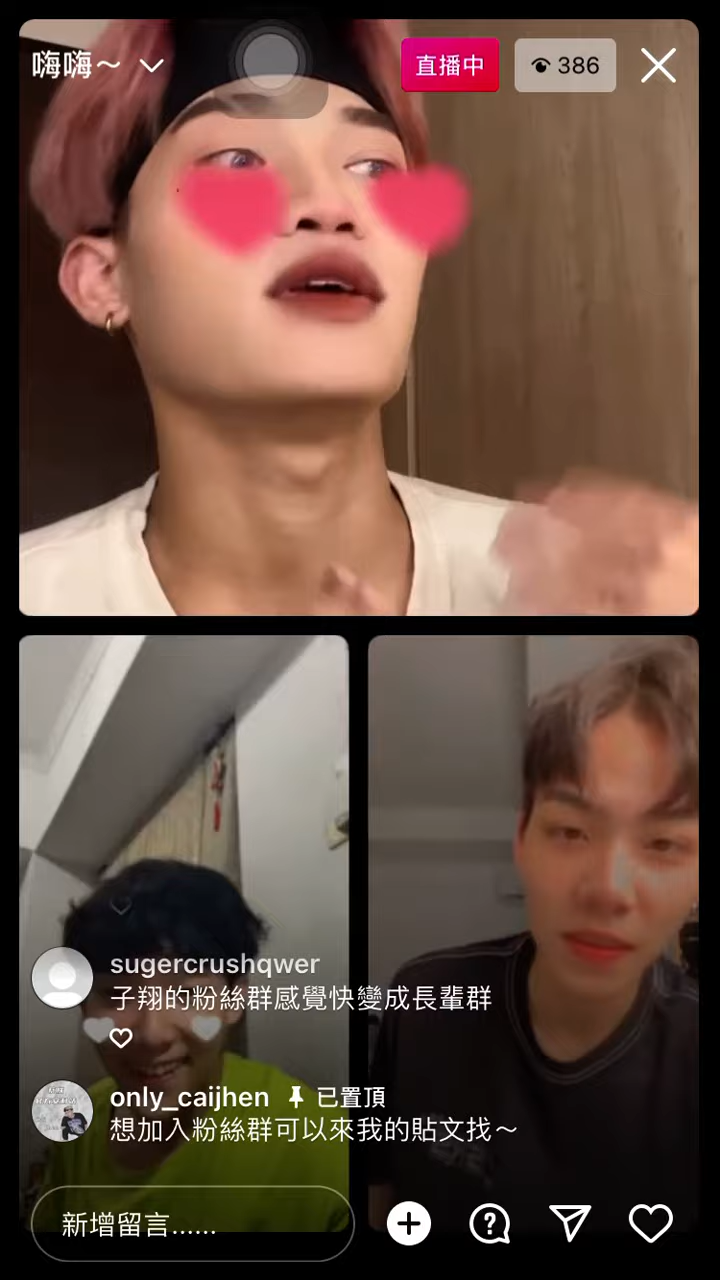 嗨嗨～
直播中
386
sugercrushqwer
子翔的粉絲群感覺快變成長輩群
only_caijhen 已置頂
想加入粉絲群可以來我的貼文找～
新增留言......